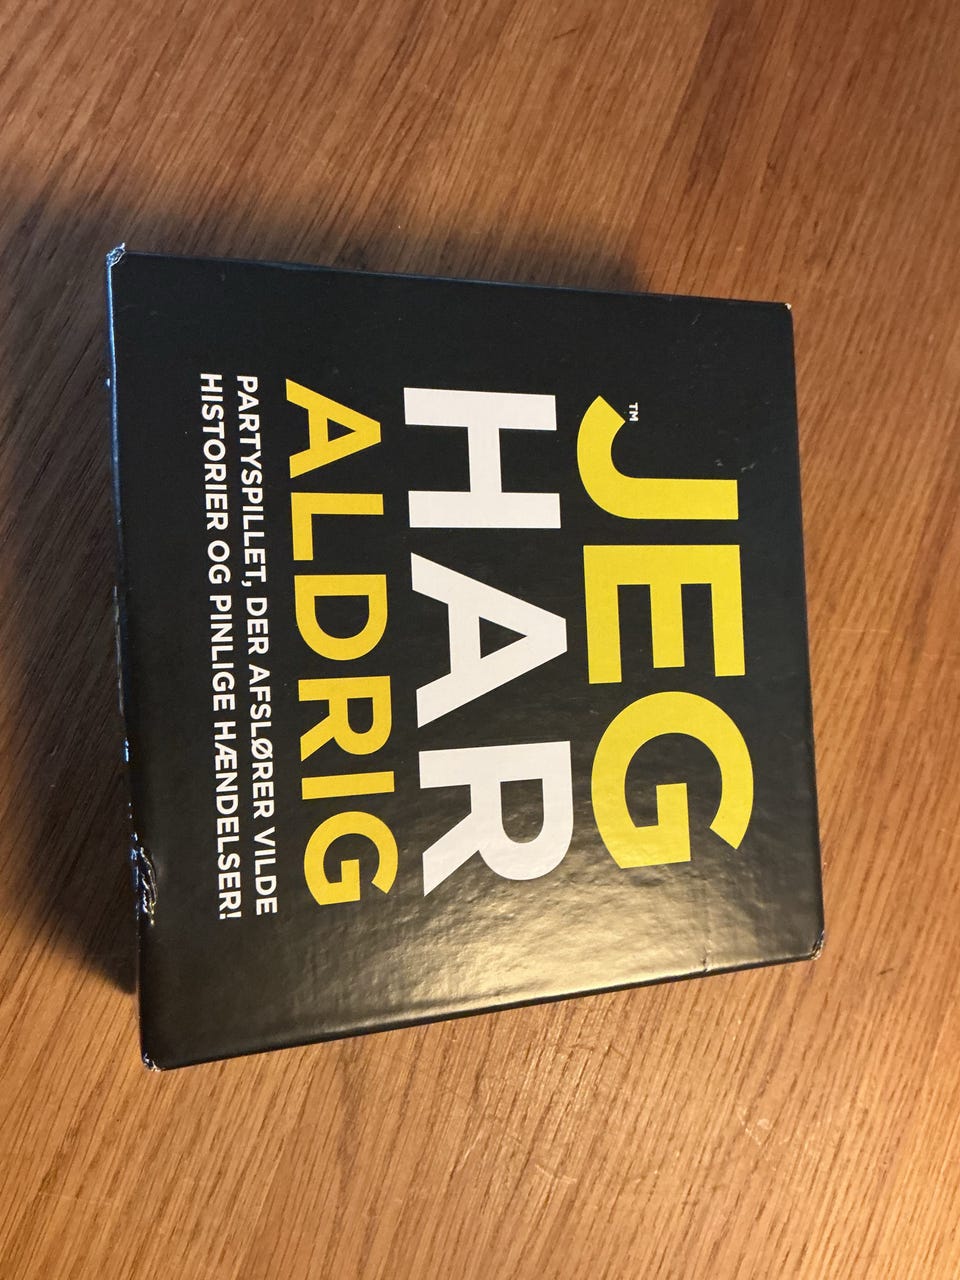 JEG™
HAR
ALDRIG
PARTYSPILLET, DER AFSLØRER VILDE
HISTORIER OG PINLIGE HÆNDELSER!